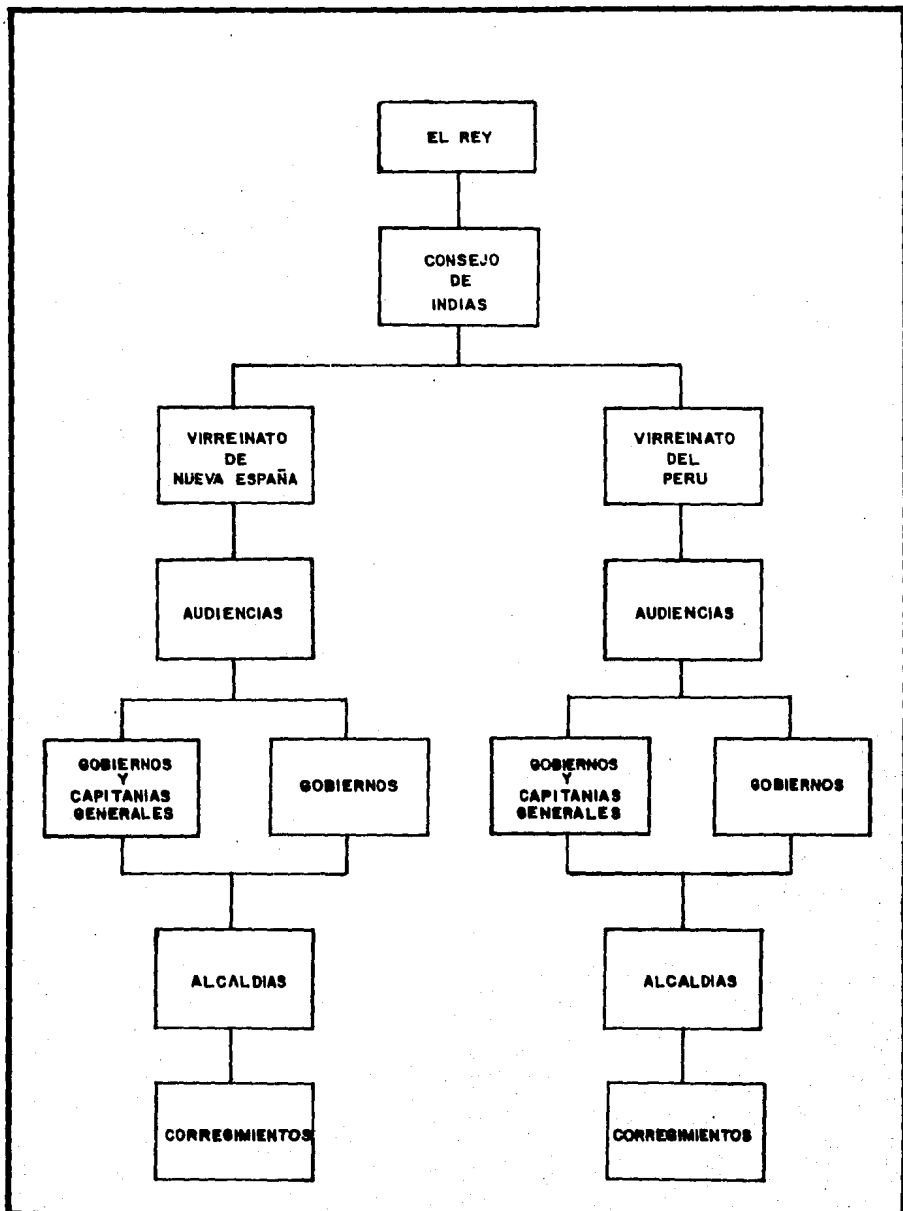 EL REY
CONSEJO
DE
INDIAS
VIRREINATO
DE
NUEVA ESPAÑA
VIRREINATO
DEL
PERU
AUDIENCIAS
AUDIENCIAS
GOBIERNOS
Y
CAPITANIAS
GENERALES
GOBIERNOS
GOBIERNOS
Y
CAPITANIAS
GENERALES
GOBIERNOS
ALCALDIAS
ALCALDIAS
CORREGIMIENTOS
CORREGIMIENTOS